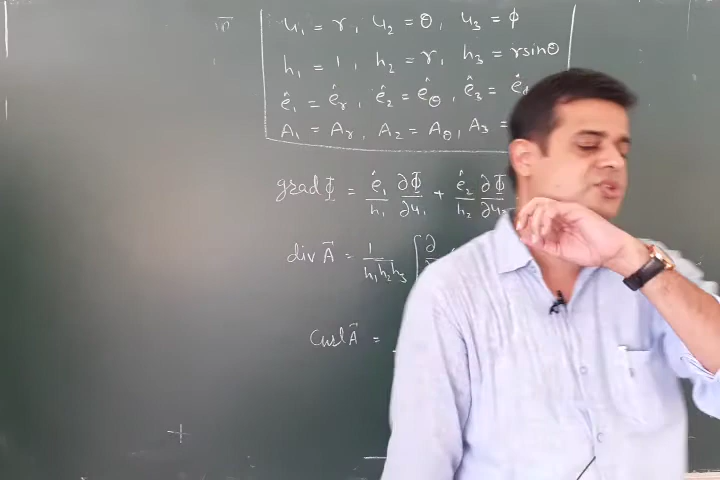 u₁ = r, u₂ = θ, u₃ = ϕ
h₁ = 1, h₂ = r, h₃ = r sinθ
ê₁ = êᵣ, ê₂ = ê_θ, ê₃ = ê
A₁ = Aᵣ, A₂ = A_θ, A₃ =
grad Φ = ê₁/h₁ ∂Φ/∂u₁ + ê₂/h₂ ∂Φ/∂u₂
div A⃗ = 1/h₁h₂h₃ [ ∂
Curl A⃗ =